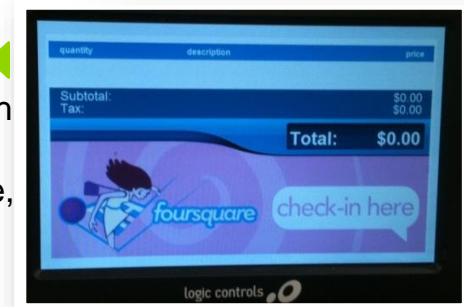 quantity description price
Subtotal: $0.00
Tax: $0.00
Total: $0.00
foursquare check-in here
logic controls
n
e,